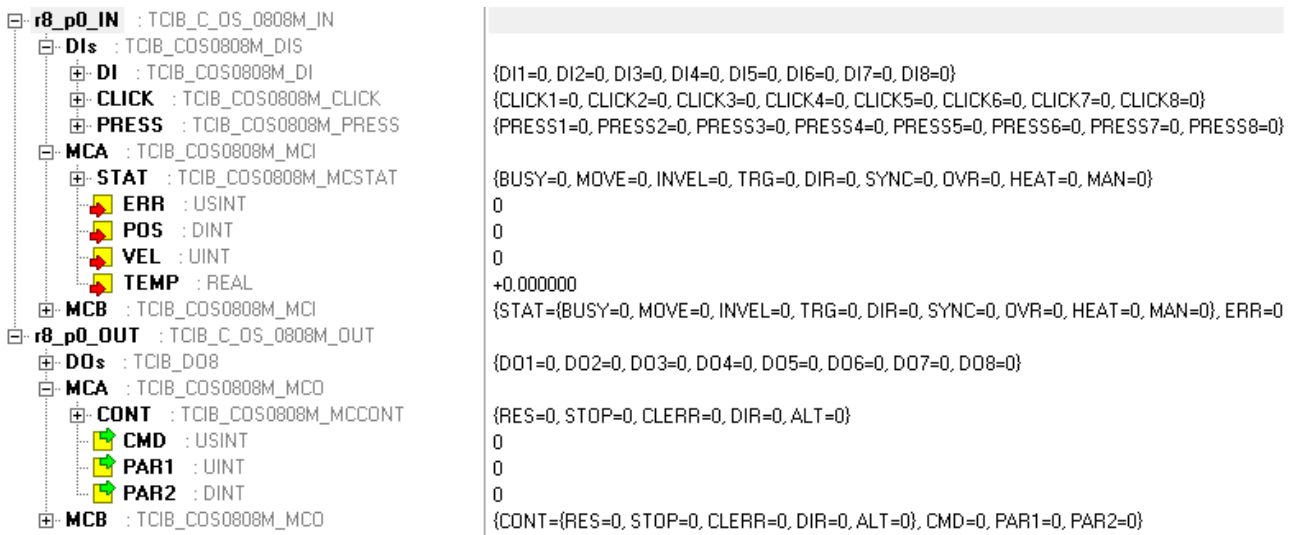 r8_p0_IN : TCIB_C_OS_0808M_IN
DIs : TCIB_COS0808M_DIS
DI : TCIB_COS0808M_DI {DI1=0, DI2=0, DI3=0, DI4=0, DI5=0, DI6=0, DI7=0, DI8=0}
CLICK : TCIB_COS0808M_CLICK {CLICK1=0, CLICK2=0, CLICK3=0, CLICK4=0, CLICK5=0, CLICK6=0, CLICK7=0, CLICK8=0}
PRESS : TCIB_COS0808M_PRESS {PRESS1=0, PRESS2=0, PRESS3=0, PRESS4=0, PRESS5=0, PRESS6=0, PRESS7=0, PRESS8=0}
MCA : TCIB_COS0808M_MCI
STAT : TCIB_COS0808M_MCSTAT {BUSY=0, MOVE=0, INVEL=0, TRG=0, DIR=0, SYNC=0, OVR=0, HEAT=0, MAN=0}
ERR : USINT 0
POS : DINT 0
VEL : UINT 0
TEMP : REAL +0.000000
MCB : TCIB_COS0808M_MCI {STAT={BUSY=0, MOVE=0, INVEL=0, TRG=0, DIR=0, SYNC=0, OVR=0, HEAT=0, MAN=0}, ERR=0
r8_p0_OUT : TCIB_C_OS_0808M_OUT
DOs : TCIB_DO8 {DO1=0, DO2=0, DO3=0, DO4=0, DO5=0, DO6=0, DO7=0, DO8=0}
MCA : TCIB_COS0808M_MCO
CONT : TCIB_COS0808M_MCCONT {RES=0, STOP=0, CLERR=0, DIR=0, ALT=0}
CMD : USINT 0
PAR1 : UINT 0
PAR2 : DINT 0
MCB : TCIB_COS0808M_MCO {CONT={RES=0, STOP=0, CLERR=0, DIR=0, ALT=0}, CMD=0, PAR1=0, PAR2=0}